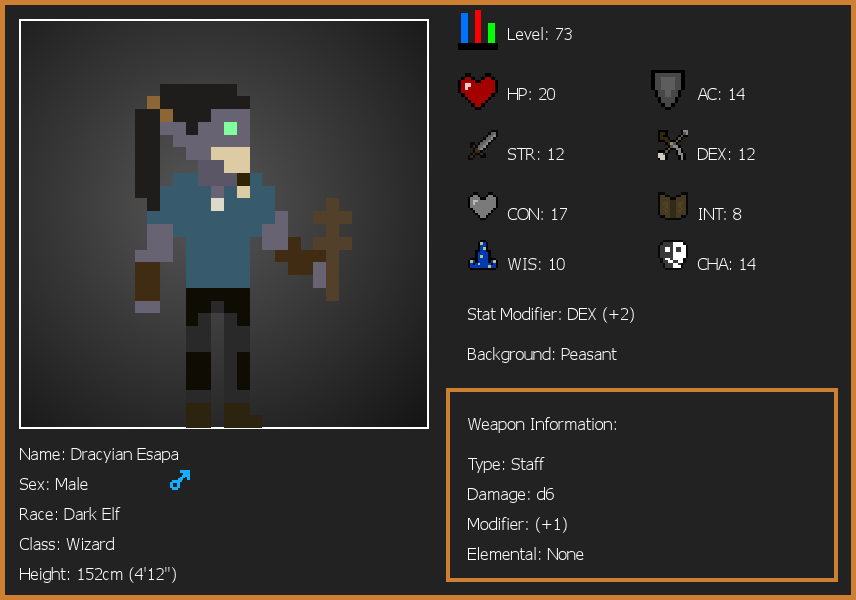 Level: 73
HP: 20
AC: 14
STR: 12
DEX: 12
CON: 17
INT: 8
WIS: 10
CHA: 14
Stat Modifier: DEX (+2)
Background: Peasant
Weapon Information:
Type: Staff
Damage: d6
Modifier: (+1)
Elemental: None
Name: Dracyian Esapa
Sex: Male
Race: Dark Elf
Class: Wizard
Height: 152cm (4'12")